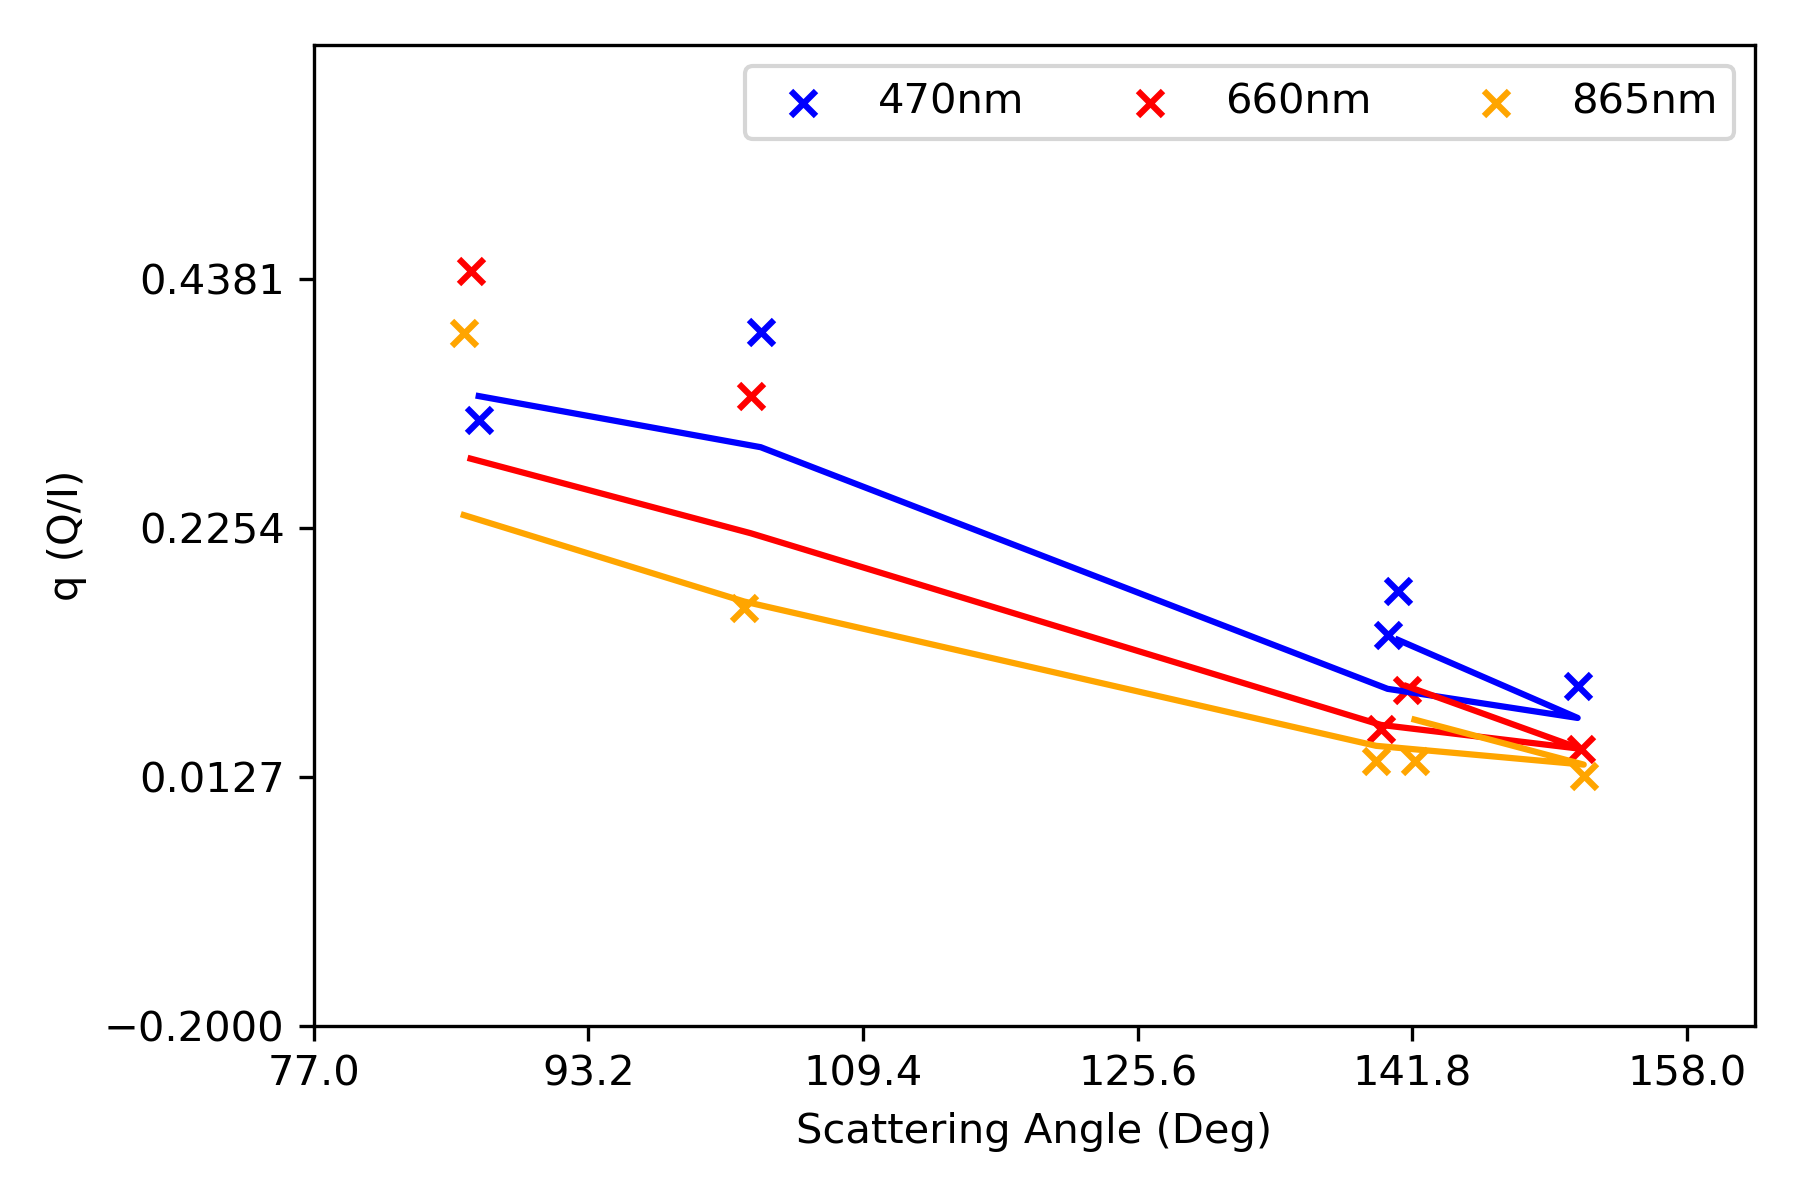 470nm 660nm 865nm
0.4381
0.2254
0.0127
−0.2000
q (Q/I)
77.0 93.2 109.4 125.6 141.8 158.0
Scattering Angle (Deg)